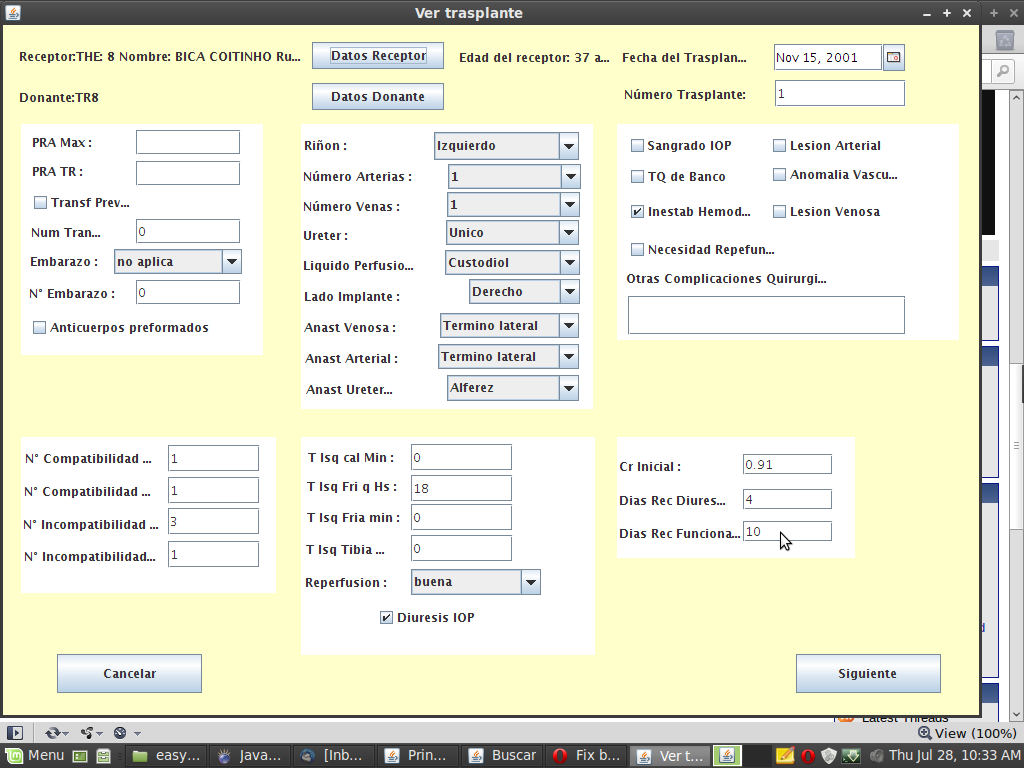 Ver trasplante
Receptor:THE: 8 Nombre: BICA COITINHO Ru...
Datos Receptor
Edad del receptor: 37 a...
Fecha del Trasplan...
Nov 15, 2001
Donante:TR8
Datos Donante
Número Trasplante:
1
PRA Max :
PRA TR :
Transf Prev...
Num Tran...
0
Embarazo :
no aplica
N° Embarazo :
0
Anticuerpos preformados
Riñon :
Izquierdo
Número Arterias :
1
Número Venas :
1
Ureter :
Unico
Liquido Perfusio...
Custodiol
Lado Implante :
Derecho
Anast Venosa :
Termino lateral
Anast Arterial :
Termino lateral
Anast Ureter...
Alferez
Sangrado IOP
Lesion Arterial
TQ de Banco
Anomalia Vascu...
Inestab Hemod...
Lesion Venosa
Necesidad Repefun...
Otras Complicaciones Quirurgi...
N° Compatibilidad ...
1
N° Compatibilidad ...
1
N° Incompatibilidad ...
3
N° Incompatibilidad...
1
T Isq cal Min :
0
T Isq Fri q Hs :
18
T Isq Fria min :
0
T Isq Tibia ...
0
Reperfusion :
buena
Diuresis IOP
Cr Inicial :
0.91
Dias Rec Diures...
4
Dias Rec Funciona...
10
Cancelar
Siguiente
d
Latest Threads
View (100%)
Menu
easy...
Java...
[Inb...
Prin...
Buscar
Fix b...
Ver t...
Thu Jul 28, 10:33 AM